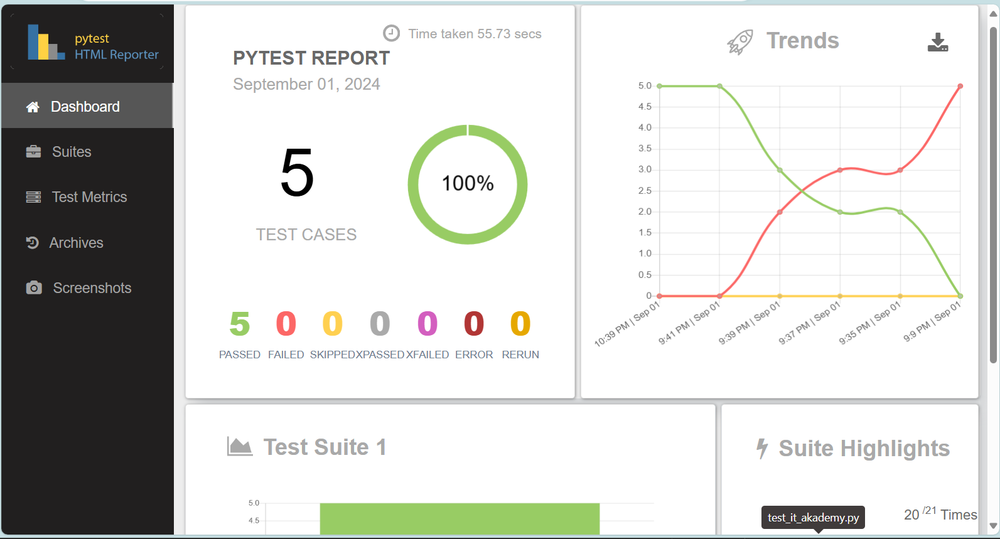 pytest
HTML Reporter
Dashboard
Suites
Test Metrics
Archives
Screenshots
Time taken 55.73 secs
PYTEST REPORT
September 01, 2024
5
TEST CASES
100%
5 0 0 0 0 0 0
PASSED FAILED SKIPPED XPASSED XFAILED ERROR RERUN
Trends
5.0
4.5
4.0
3.5
3.0
2.5
2.0
1.5
1.0
0.5
0
10:39 PM | Sep 01
9:41 PM | Sep 01
9:39 PM | Sep 01
9:37 PM | Sep 01
9:35 PM | Sep 01
9:9 PM | Sep 01
Test Suite 1
5.0
4.5
Suite Highlights
test_it_akademy.py
20 /21 Times